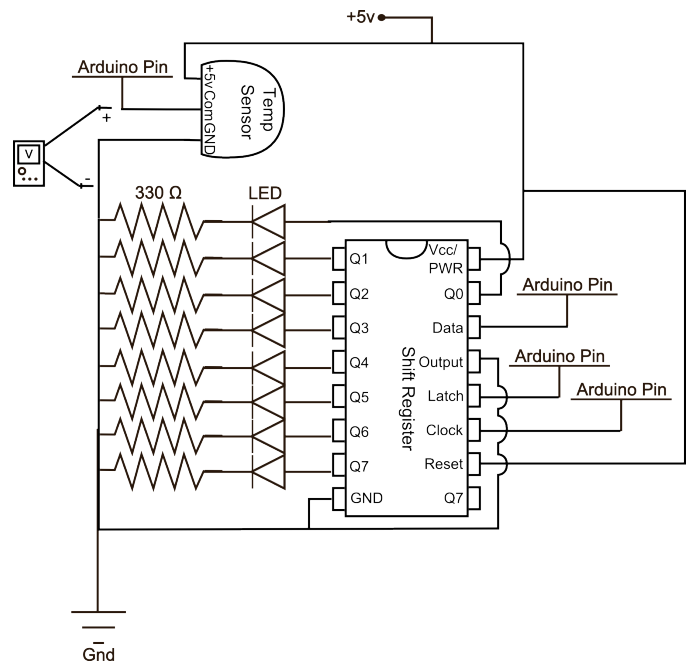 +5v
Arduino Pin
+5v Com GND
Temp
Sensor
+
V
-
330 Ω
LED
Vcc/
PWR
Q1
Q0
Q2
Arduino Pin
Q3
Data
Q4
Output
Arduino Pin
Shift Register
Q5
Latch
Arduino Pin
Q6
Clock
Q7
Reset
GND
Q7
Gnd